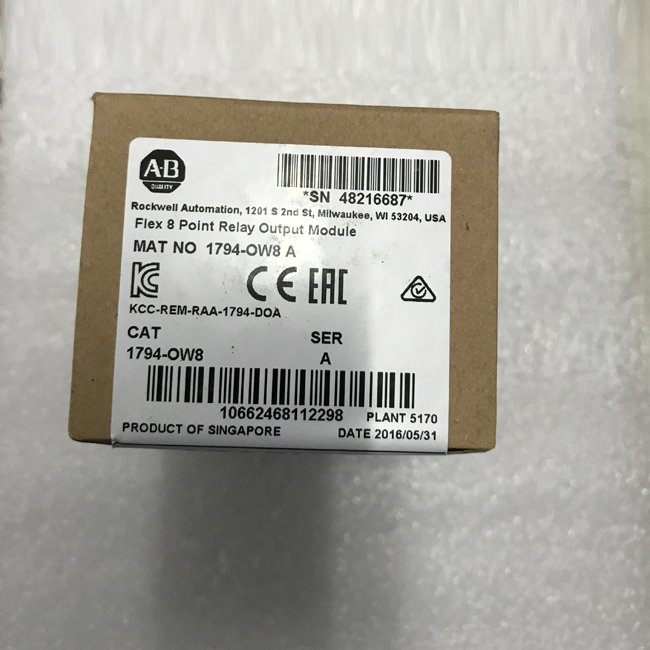 A-B
QUALITY
*SN 48216687*
Rockwell Automation, 1201 S 2nd St, Milwaukee, WI 53204, USA
Flex 8 Point Relay Output Module
MAT NO 1794-OW8 A
KC CE EAC
KCC-REM-RAA-1794-DOA
CAT SER
1794-OW8 A
10662468112298 PLANT 5170
PRODUCT OF SINGAPORE DATE 2016/05/31